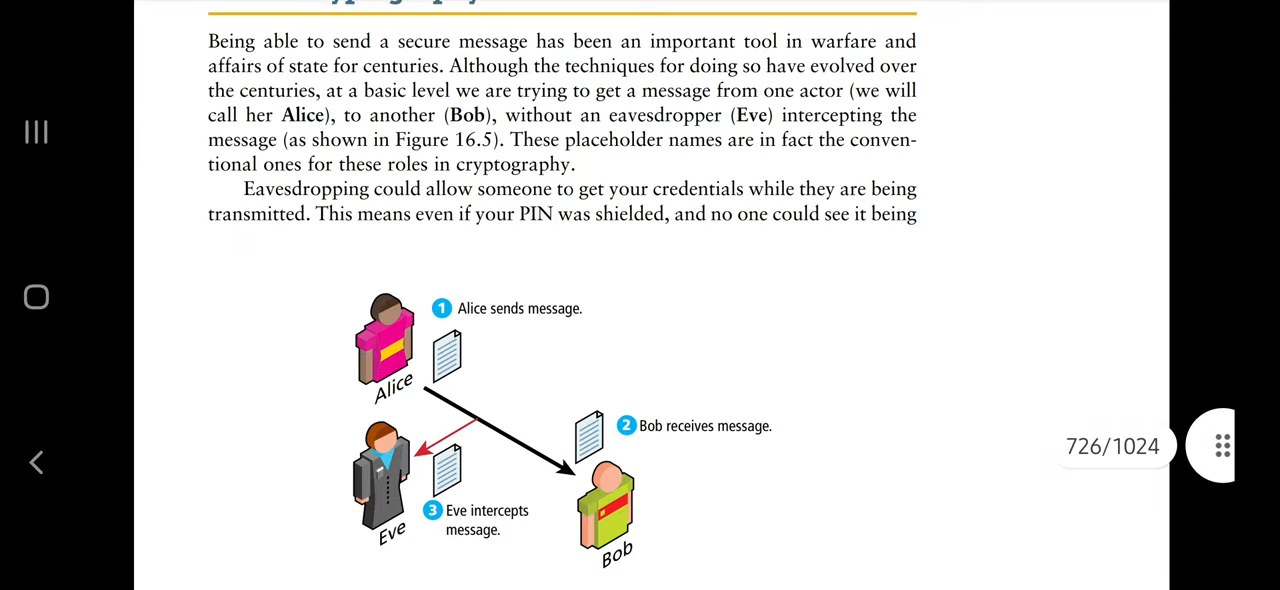 Being able to send a secure message has been an important tool in warfare and
affairs of state for centuries. Although the techniques for doing so have evolved over
the centuries, at a basic level we are trying to get a message from one actor (we will
call her Alice), to another (Bob), without an eavesdropper (Eve) intercepting the
message (as shown in Figure 16.5). These placeholder names are in fact the conven-
tional ones for these roles in cryptography.
Eavesdropping could allow someone to get your credentials while they are being
transmitted. This means even if your PIN was shielded, and no one could see it being
1 Alice sends message.
Alice
2 Bob receives message.
726/1024
3 Eve intercepts
message.
Eve
Bob